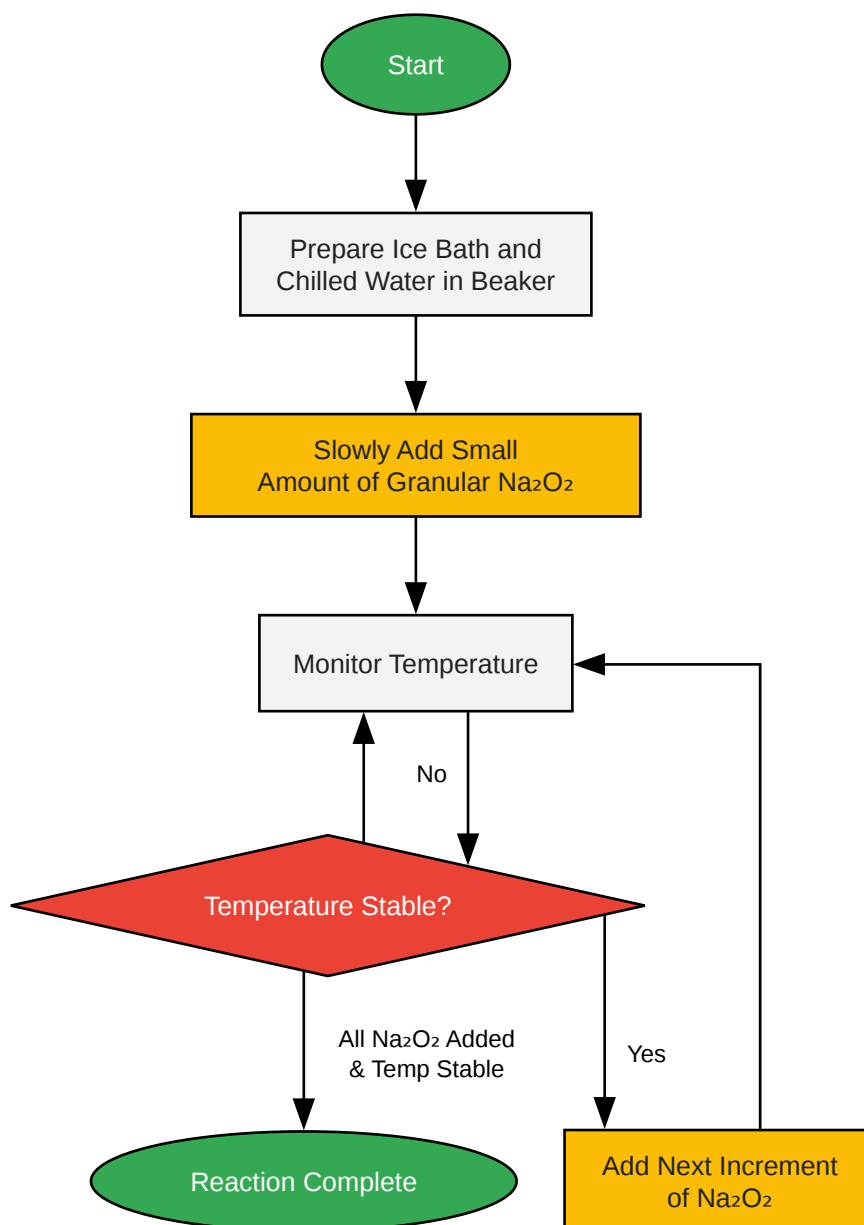 Start
Prepare Ice Bath and
Chilled Water in Beaker
Slowly Add Small
Amount of Granular Na₂O₂
Monitor Temperature
No
Temperature Stable?
All Na₂O₂ Added
& Temp Stable
Yes
Reaction Complete
Add Next Increment
of Na₂O₂